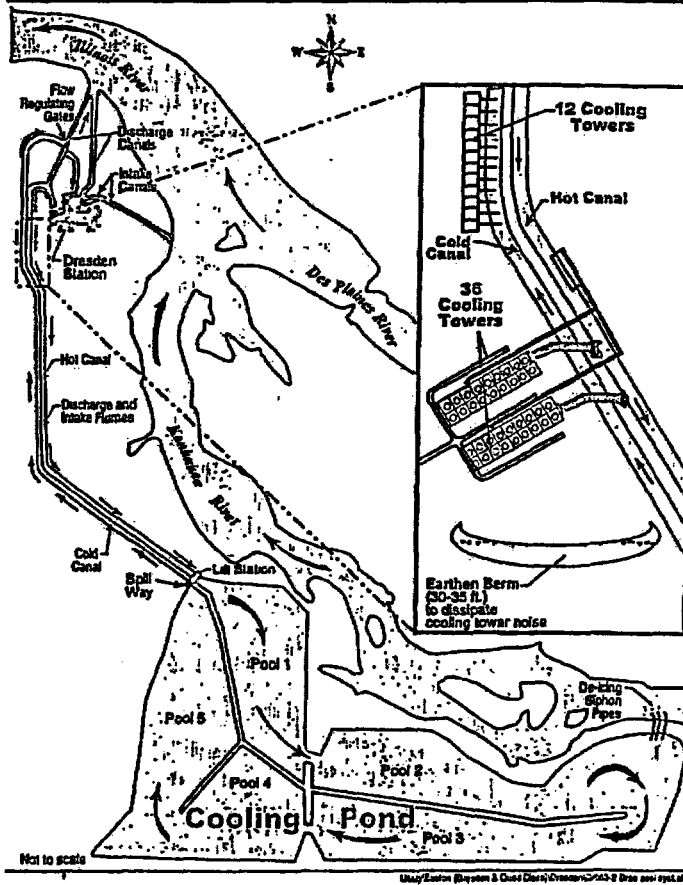 N
W E
S
Illinois River
Flow
Regulating
Gates
Discharge
Canals
Intake
Canals
Dresden
Station
Des Plaines River
Hot Canal
Discharge and
Intake Flumes
Kankakee
River
Cold
Canal
Lift Station
Spill
Way
Pool 1
Pool 5
Pool 4
Pool 2
Pool 3
Cooling Pond
De-icing
Siphon
Pipes
12 Cooling
Towers
Hot Canal
Cold
Canal
36
Cooling
Towers
Earthen Berm
(30-35 ft.)
to dissipate
cooling tower noise
Not to scale